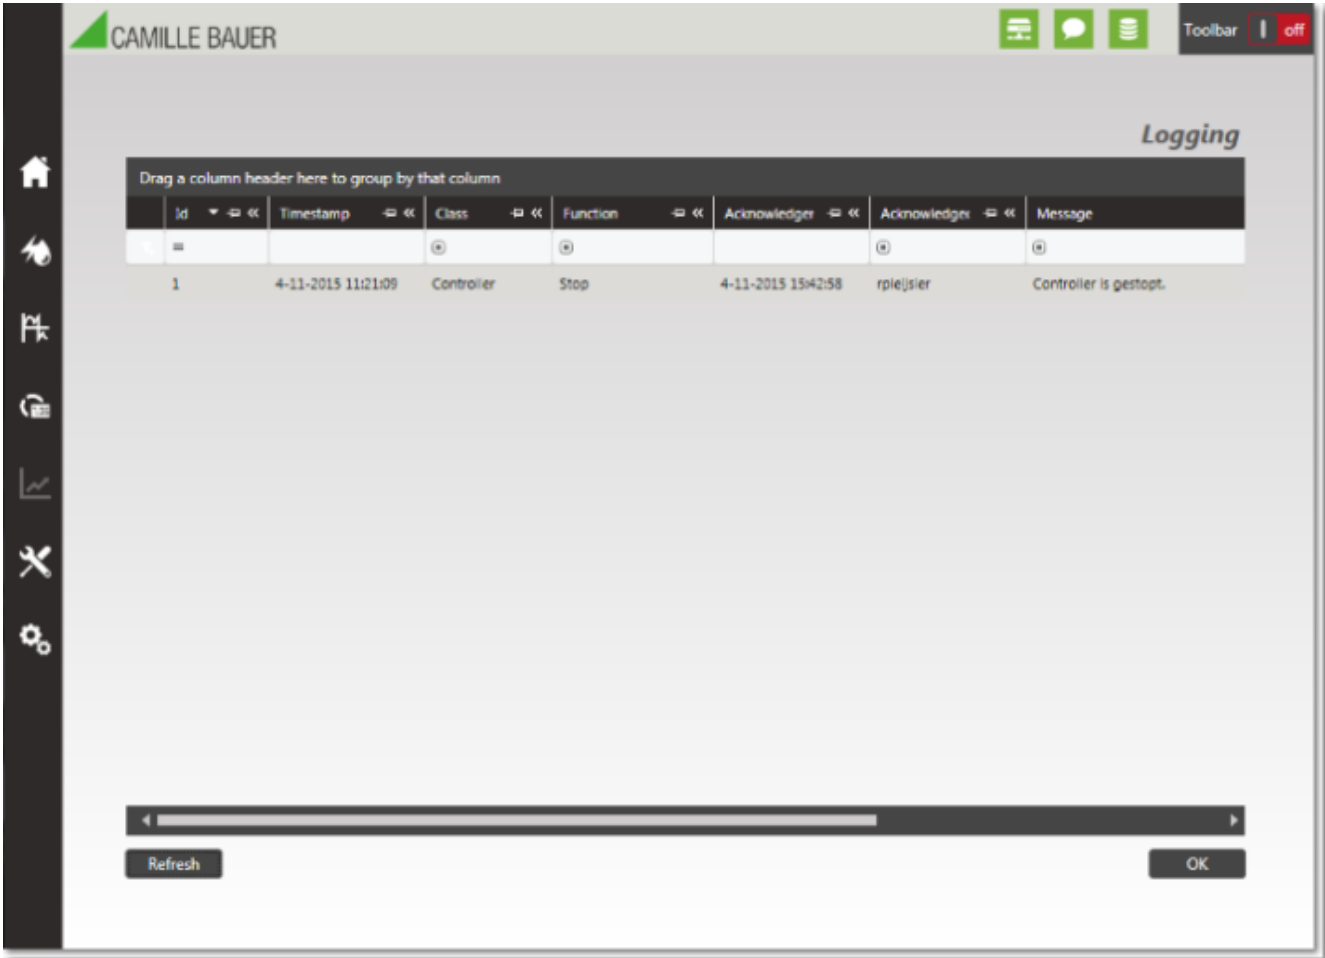 CAMILLE BAUER
Toolbar off
Logging
Drag a column header here to group by that column
Id Timestamp Class Function Acknowledger Acknowledger Message
=
1 4-11-2015 11:21:09 Controller Stop 4-11-2015 15:42:58 rpleijsier Controller is gestopt.
Refresh OK